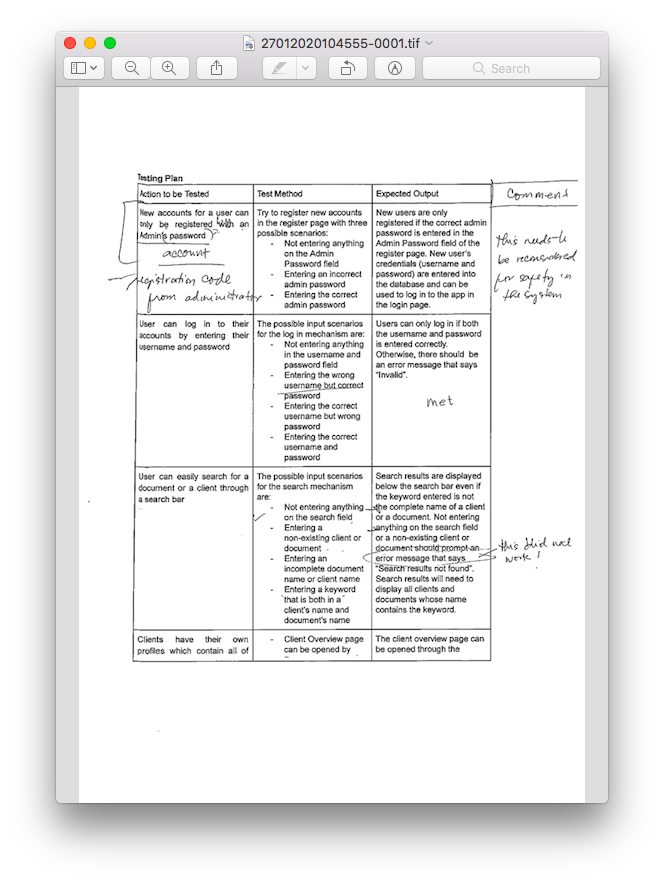 27012020104555-0001.tif
Search
Testing Plan
Action to be Tested
Test Method
Expected Output
Comment
New accounts for a user can
only be registered with an
Admin's password
account
registration code
from administrator
Try to register new accounts
in the register page with three
possible scenarios:
- Not entering anything
on the Admin
Password field
- Entering an incorrect
admin password
- Entering the correct
admin password
New users are only
registered if the correct admin
password is entered in the
Admin Password field of the
register page. New user's
credentials (username and
password) are entered into
the database and can be
used to log in to the app in
the login page.
this needs to
be
for safety in
the system
User can log in to their
accounts by entering their
username and password
The possible input scenarios
for the log in mechanism are:
- Not entering anything
in the username and
password field
- Entering the wrong
username but correct
password
- Entering the correct
username but wrong
password
- Entering the correct
username and
password
Users can only log in if both
the username and password
is entered correctly.
Otherwise, there should be
an error message that says
"Invalid".
met
User can easily search for a
document or a client through
a search bar
The possible input scenarios
for the search mechanism
are:
- Not entering anything
on the search field
- Entering a
non-existing client or
document
- Entering an
incomplete document
name or client name
- Entering a keyword
that is both in a
client's name and
document's name
Search results are displayed
below the search bar even if
the keyword entered is not
the complete name of a client
or a document. Not entering
anything on the search field
or a non-existing client or
document should prompt an
error message that says
"Search results not found".
Search results will need to
display all clients and
documents whose name
contains the keyword.
this did not
work!
Clients have their own
profiles which contain all of
- Client Overview page
can be opened by
The client overview page can
be opened through the